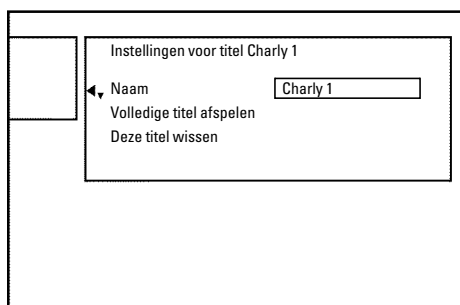 Instellingen voor titel Charly 1
Naam Charly 1
Volledige titel afspelen
Deze titel wissen